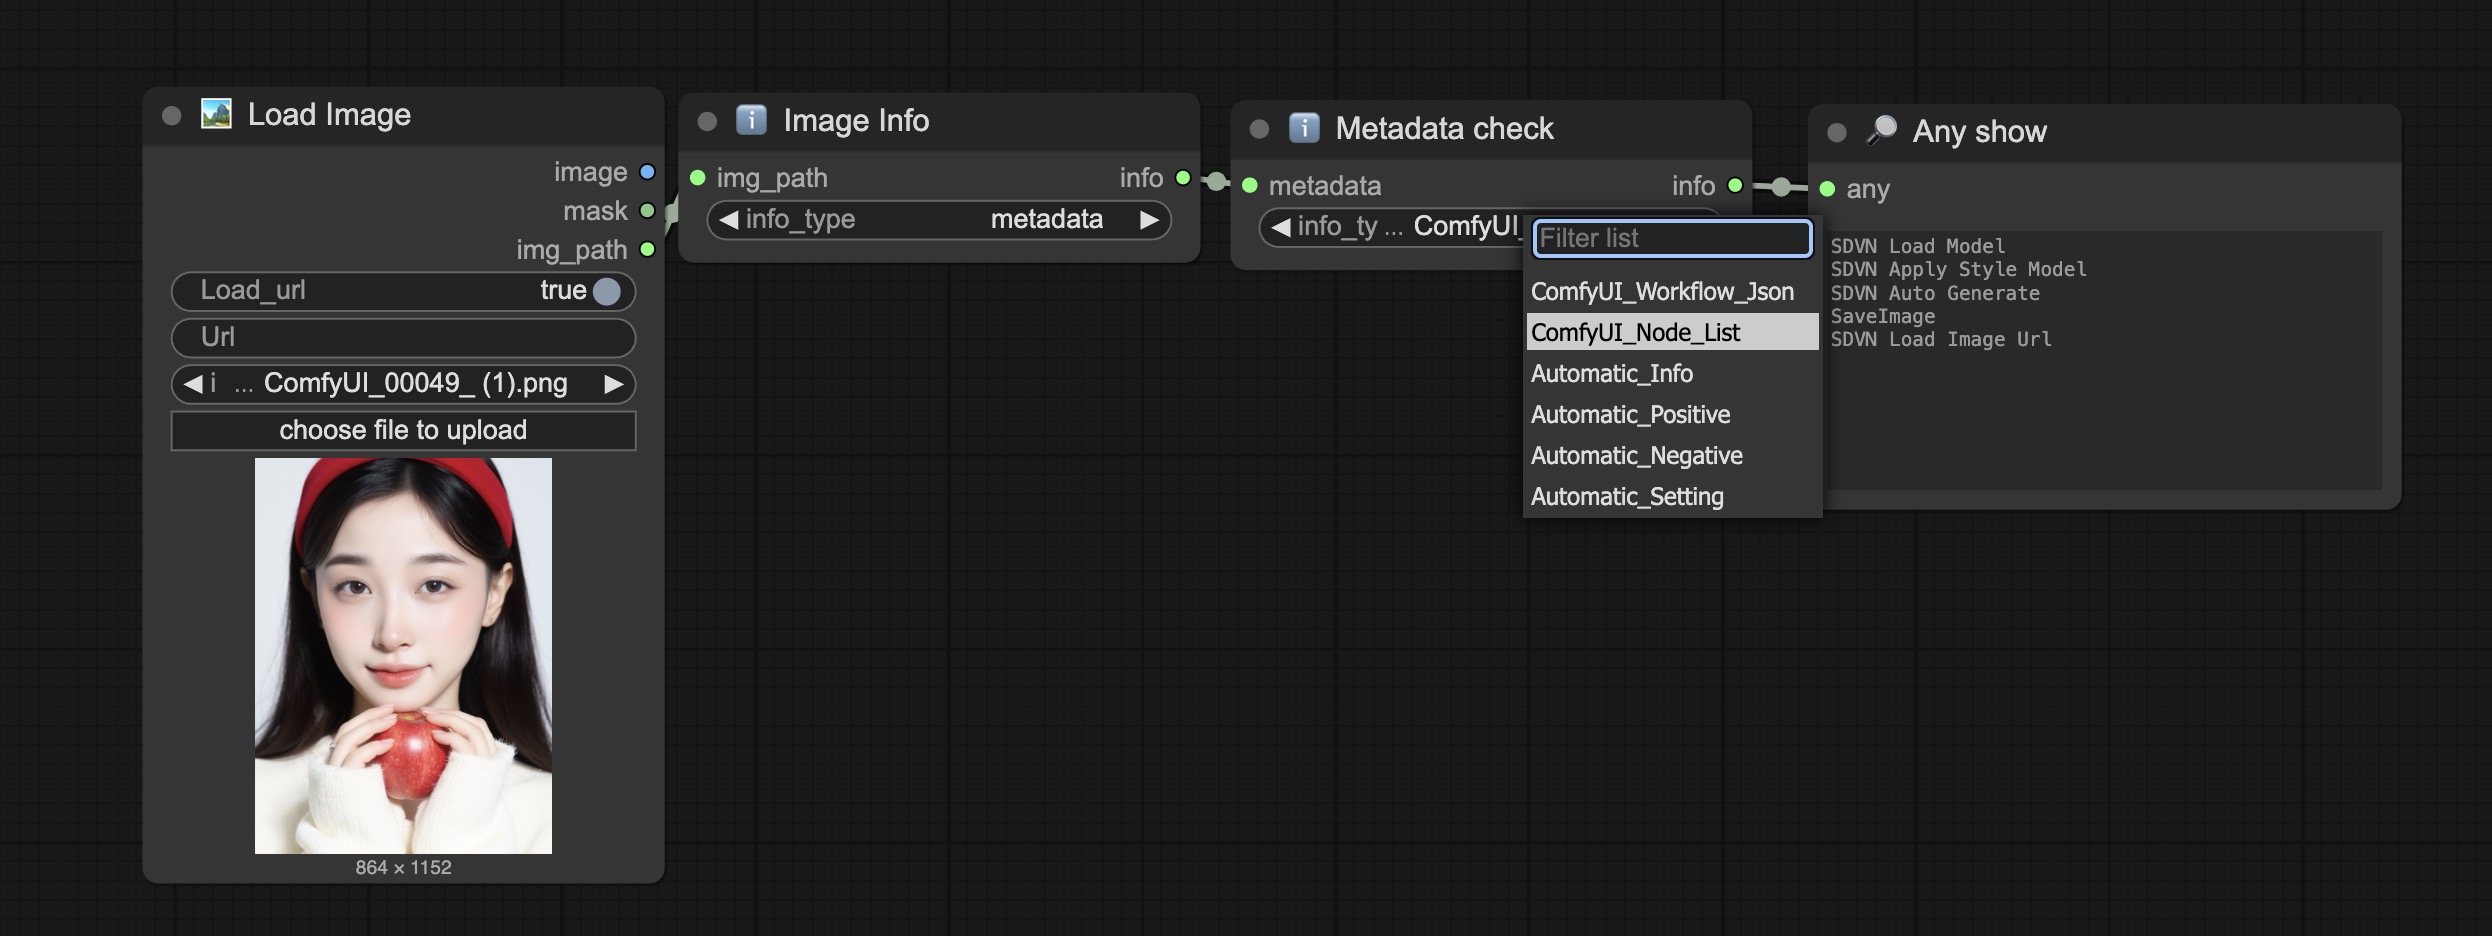 Load Image
image
mask
img_path
Load_url true
Url
i ... ComfyUI_00049_ (1).png
choose file to upload
864 × 1152
i Image Info
img_path info
info_type metadata
i Metadata check
metadata info
info_ty ... ComfyUI_
Filter list
ComfyUI_Workflow_Json
ComfyUI_Node_List
Automatic_Info
Automatic_Positive
Automatic_Negative
Automatic_Setting
Any show
any
SDVN Load Model
SDVN Apply Style Model
SDVN Auto Generate
SaveImage
SDVN Load Image Url